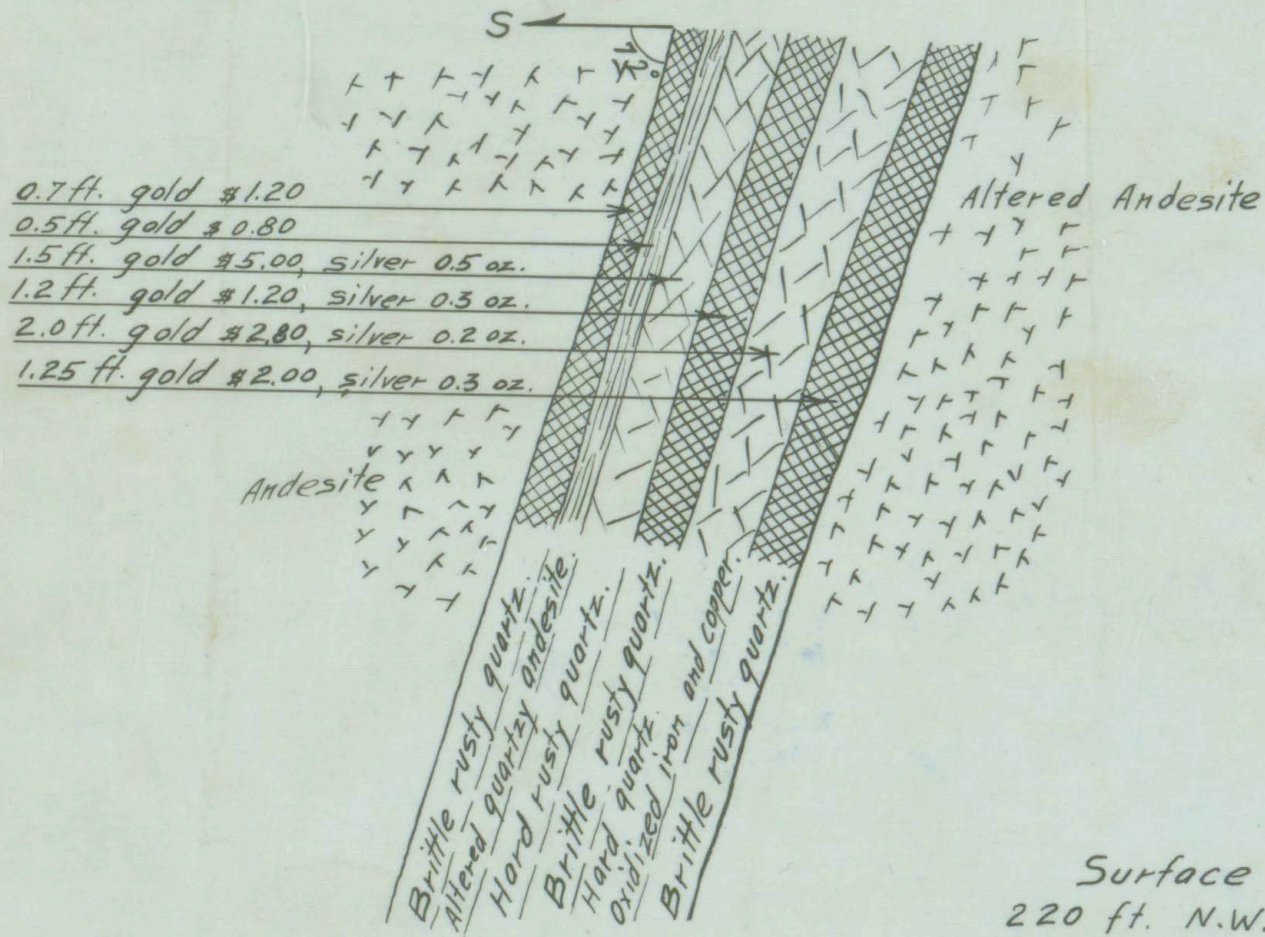 S
72°
0.7 ft. gold $1.20
0.5 ft. gold $0.80
1.5 ft. gold $5.00, silver 0.5 oz.
1.2 ft. gold $1.20, silver 0.3 oz.
2.0 ft. gold $2.80, silver 0.2 oz.
1.25 ft. gold $2.00, silver 0.3 oz.
Altered Andesite
Andesite
Brittle rusty quartz.
Altered quartzy andesite.
Hard rusty quartz.
Brittle rusty quartz.
Hard quartz.
Oxidized iron and copper.
Brittle rusty quartz.
Surface
220 ft. N.W.